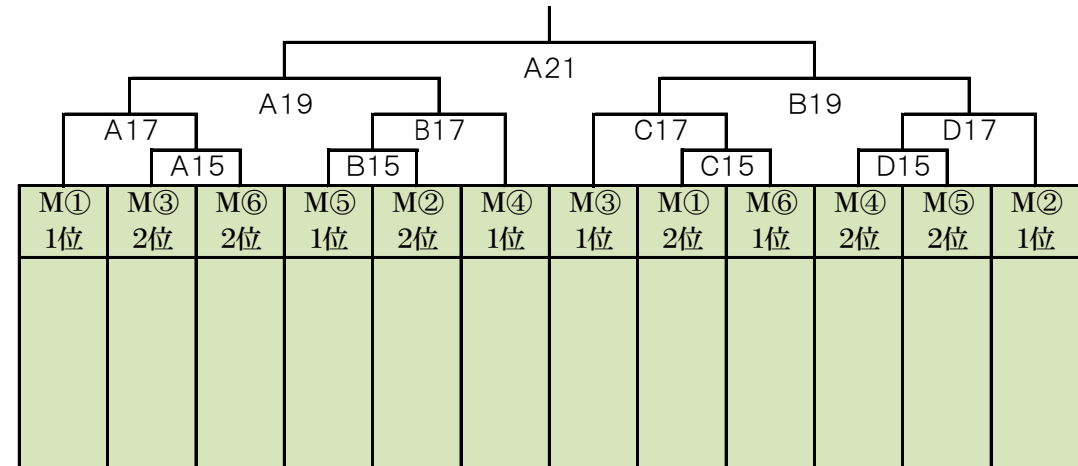 A21
A19 B19
A17 B17 C17 D17
A15 B15 C15 D15
M① M③ M⑥ M⑤ M② M④ M③ M① M⑥ M④ M⑤ M②
1位 2位 2位 1位 2位 1位 1位 2位 1位 2位 2位 1位